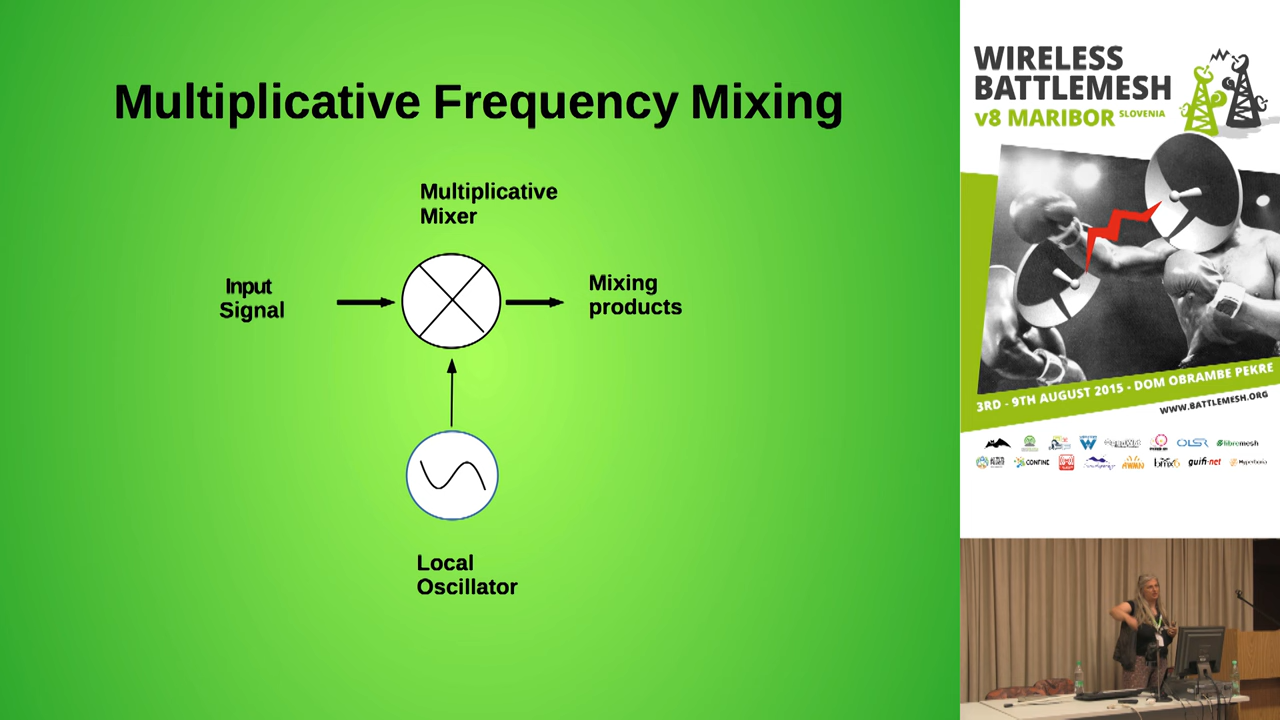 Multiplicative Frequency Mixing
Multiplicative
Mixer
Input
Signal
Mixing
products
Local
Oscillator
WIRELESS
BATTLEMESH
v8 MARIBOR SLOVENIA
3RD - 9TH AUGUST 2015 - DOM OBRAMBE PEKRE
WWW.BATTLEMESH.ORG
OLSR
libremesh
CONFINE
AWMN
bmx6
guifi·net
Hyperboria